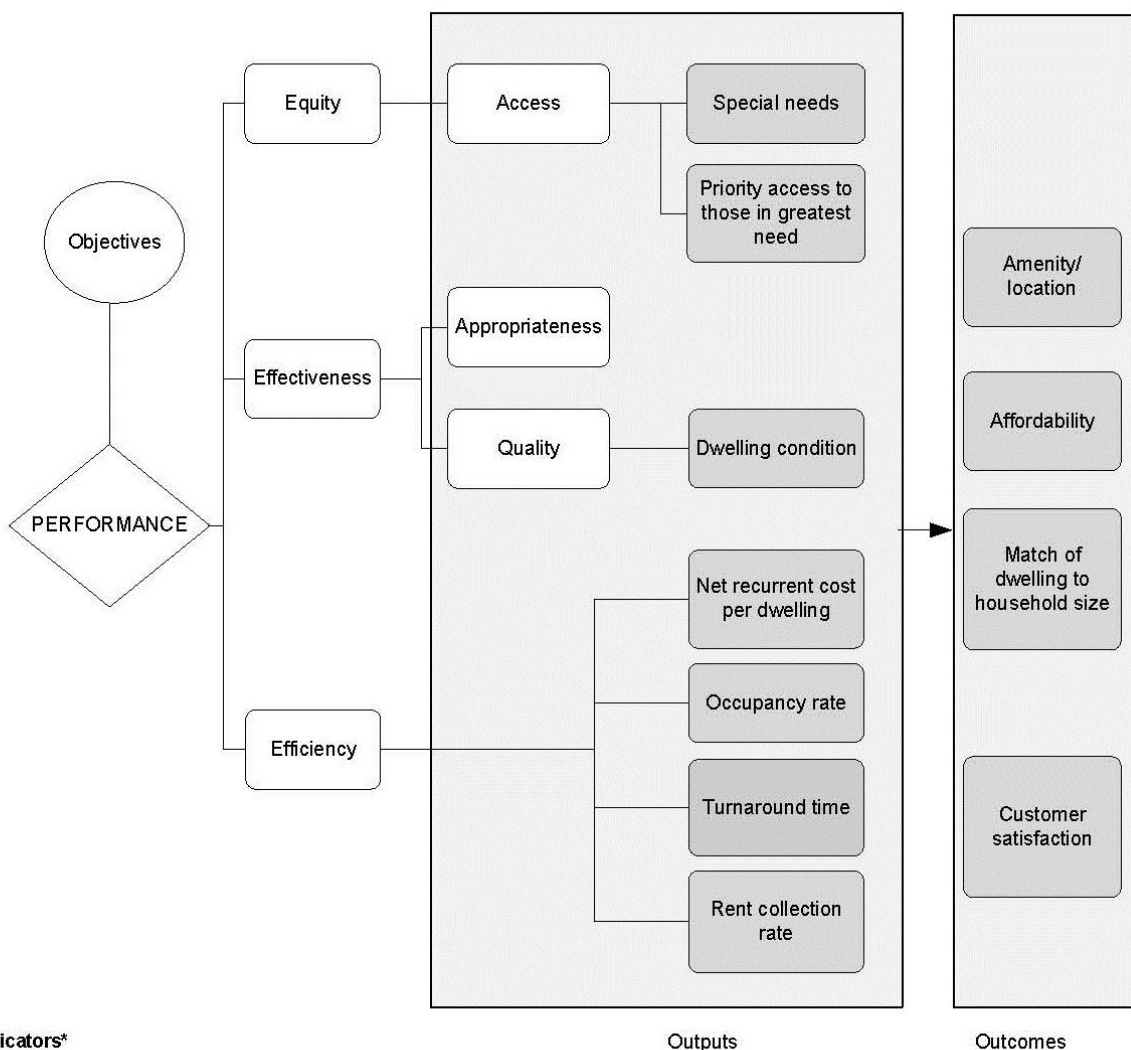 Equity
Access
Special needs
Priority access to
those in greatest
need
Objectives
Amenity/
location
Appropriateness
Effectiveness
Affordability
Quality
Dwelling condition
PERFORMANCE
Match of
dwelling to
household size
Net recurrent cost
per dwelling
Occupancy rate
Efficiency
Turnaround time
Customer
satisfaction
Rent collection
rate
icators*
Outputs
Outcomes